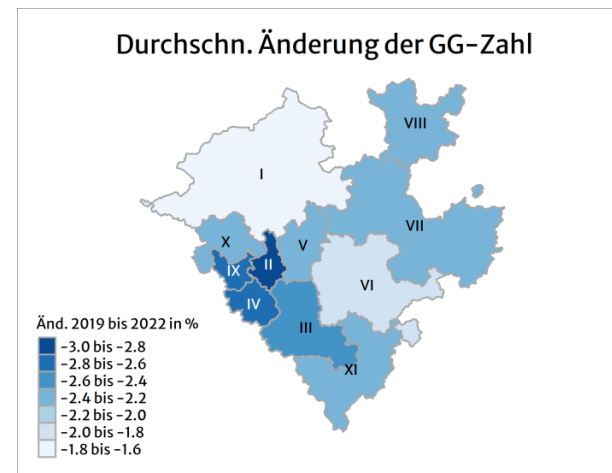 Durchschn. Änderung der GG-Zahl
VIII
I
VII
X
V
II
IX
VI
IV
III
XI
Änd. 2019 bis 2022 in %
-3.0 bis -2.8
-2.8 bis -2.6
-2.6 bis -2.4
-2.4 bis -2.2
-2.2 bis -2.0
-2.0 bis -1.8
-1.8 bis -1.6